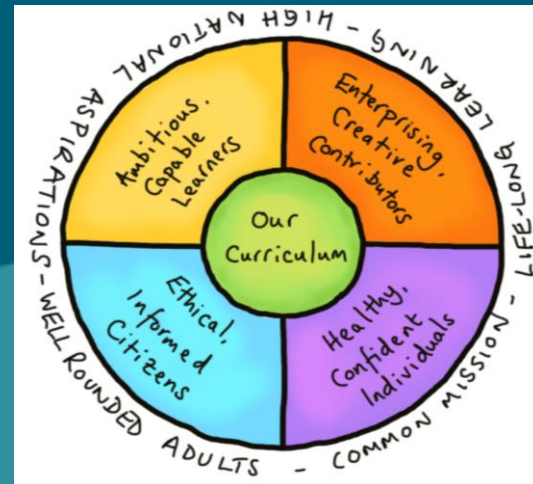 HIGH NATIONAL ASPIRATIONS - WELL ROUNDED ADULTS - COMMON MISSION - LIFE-LONG LEARNING -
Ambitious,
Capable
Learners
Enterprising,
Creative
Contributors
Our
Curriculum
Ethical,
Informed
Citizens
Healthy,
Confident
Individuals